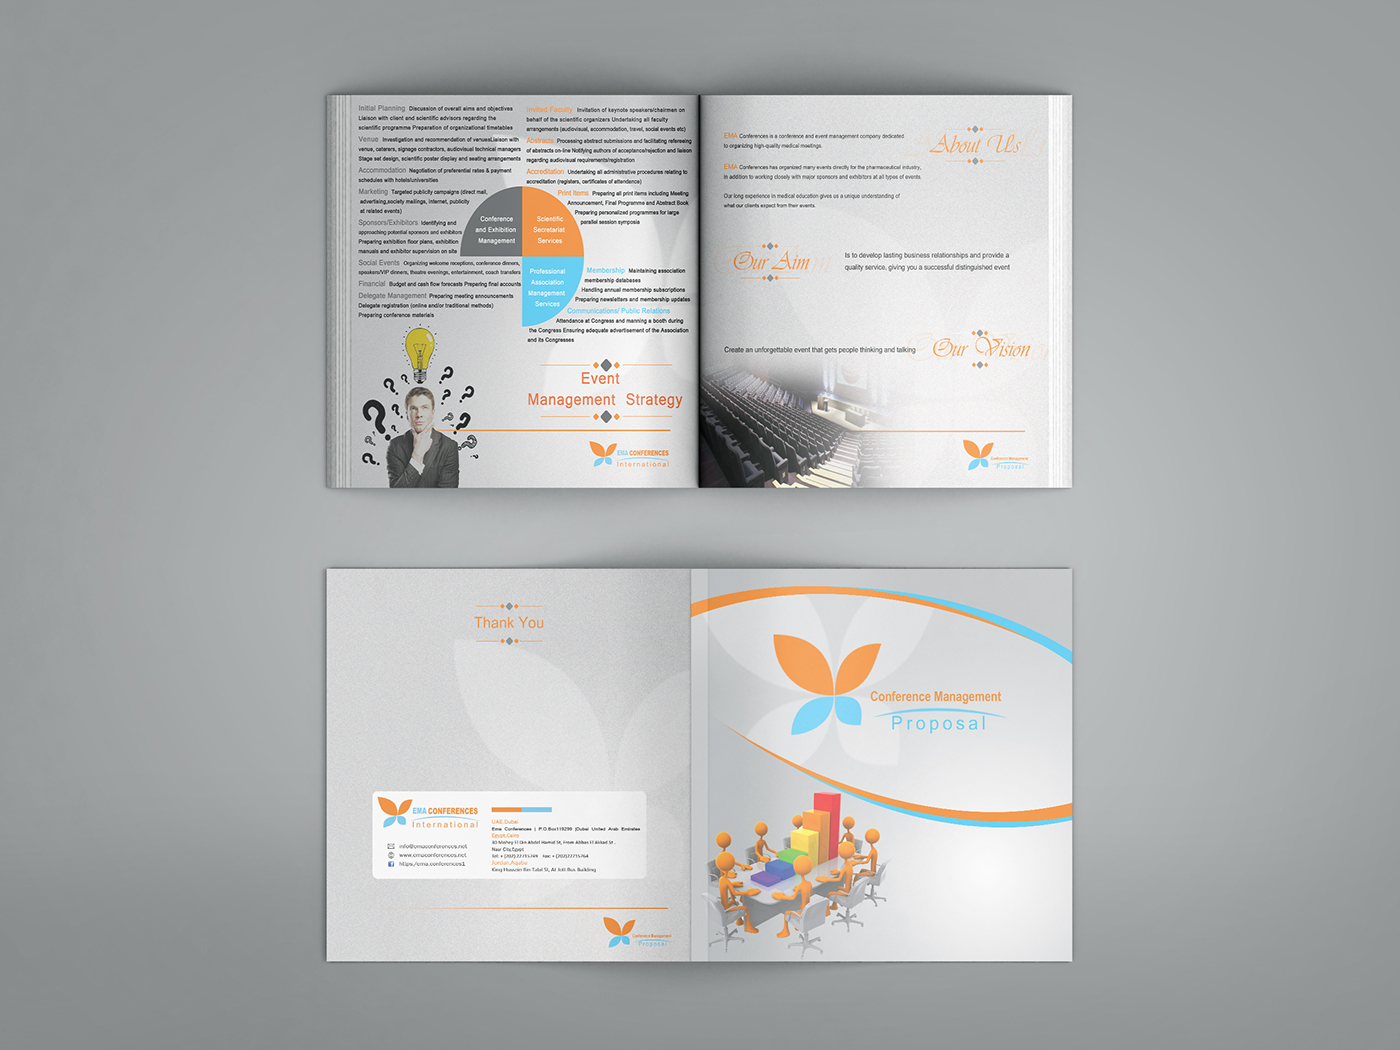 Initial Planning Discussion of overall aims and objectives
Liaison with client and scientific advisors regarding the
scientific programme Preparation of organizational timetables
Venue Investigation and recommendation of venuesLiaison with
venue, caterers, signage contractors, audiovisual technical managers
Stage set design, scientific poster display and seating arrangements
Accommodation Negotiation of preferential rates & payment
schedules with hotels/universities
Marketing Targeted publicity campaigns (direct mail,
advertising,society mailings, internet, publicity
at related events)
Sponsors/Exhibitors Identifying and
approaching potential sponsors and exhibitors
Preparing exhibition floor plans, exhibition
manuals and exhibitor supervision on site
Social Events Organizing welcome receptions, conference dinners,
speakers/VIP dinners, theatre evenings, entertainment, coach transfers
Financial Budget and cash flow forecasts Preparing final accounts
Delegate Management Preparing meeting announcements
Delegate registration (online and/or traditional methods)
Preparing conference materials
Invited Faculty Invitation of keynote speakers/chairmen on
behalf of the scientific organizers Undertaking all faculty
arrangements (audiovisual, accommodation, travel, social events etc)
Abstracts Processing abstract submissions and facilitating refereeing
of abstracts on-line Notifying authors of acceptance/rejection and liaison
regarding audiovisual requirements/registration
Accreditation Undertaking all administrative procedures relating to
accreditation (registers, certificates of attendance)
Print Items Preparing all print items including Meeting
Announcement, Final Programme and Abstract Book
Preparing personalized programmes for large
parallel session symposia
Conference
and Exhibition
Management
Scientific
Secretariat
Services
Professional
Association
Management
Services
Membership Maintaining association
membership databases
Handling annual membership subscriptions
Preparing newsletters and membership updates
Communications/ Public Relations
Attendance at Congress and manning a booth during
the Congress Ensuring adequate advertisement of the Association
and its Congresses
Event
Management Strategy
EMA CONFERENCES
International
EMA Conferences is a conference and event management company dedicated
to organizing high-quality medical meetings.
About Us
EMA Conferences has organized many events directly for the pharmaceutical industry,
in addition to working closely with major sponsors and exhibitors at all types of events.
Our long experience in medical education gives us a unique understanding of
what our clients expect from their events.
Our Aim
Is to develop lasting business relationships and provide a
quality service, giving you a successful distinguished event
Create an unforgettable event that gets people thinking and talking
Our Vision
Conference Management
Proposal
Thank You
EMA CONFERENCES
International
info@emaconferences.net
www.emaconferences.net
https:/ema.conferences1
UAE,Dubai
Ema Conferences | P.O.Box119299 |Dubai United Arab Emirates
Egypt,Cairo
30 Mohey El Din Abdel Hamid St, From Abbas El Akkad St .
Nasr City,Egypt
Tel: + (202) 22715749 Fax: + (202)22715764
Jordan,Aqaba
King Hussein Bin Talal St, Al Jett Bus Building
Conference Management
Proposal
Conference Management
Proposal